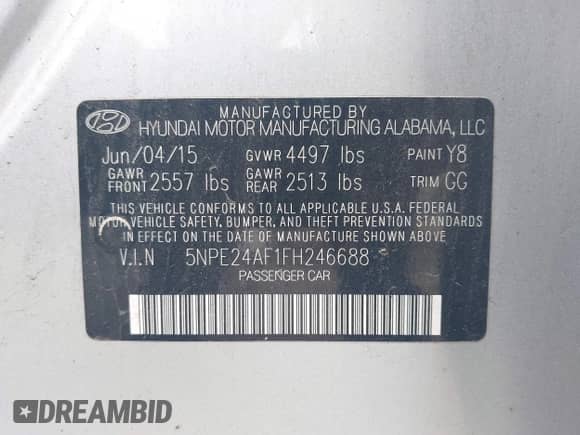 MANUFACTURED BY
HYUNDAI MOTOR MANUFACTURING ALABAMA, LLC
Jun/04/15 GVWR 4497 lbs PAINT Y8
GAWR FRONT 2557 lbs GAWR REAR 2513 lbs TRIM GG
THIS VEHICLE CONFORMS TO ALL APPLICABLE U.S.A. FEDERAL
MOTOR VEHICLE SAFETY, BUMPER, AND THEFT PREVENTION STANDARDS
IN EFFECT ON THE DATE OF MANUFACTURE SHOWN ABOVE
V.I.N 5NPE24AF1FH246688
PASSENGER CAR
DREAMBID